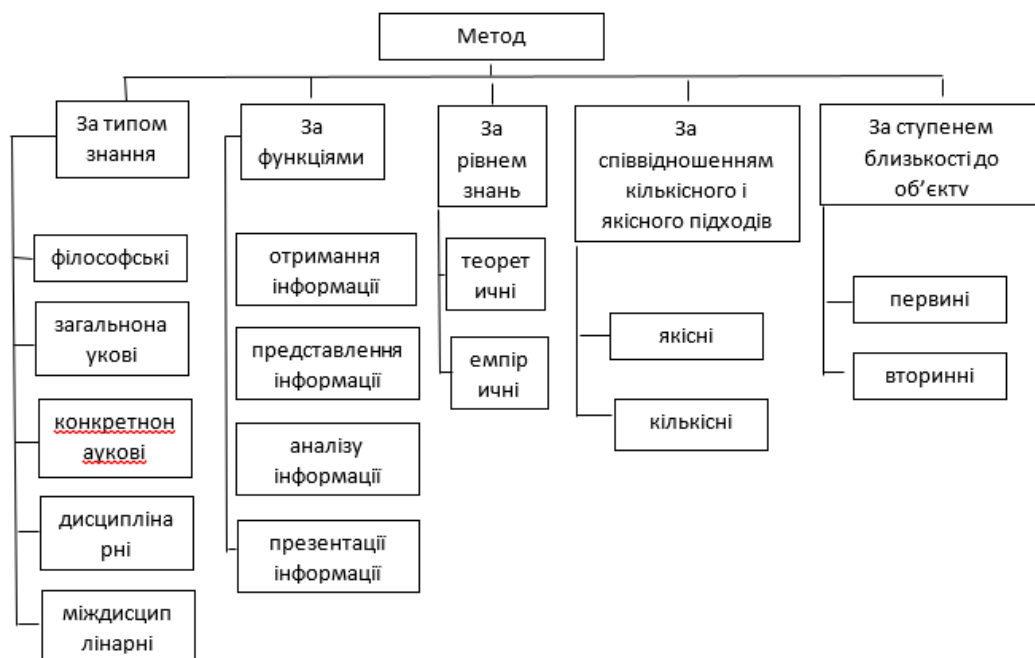 Метод
За типом
знання
філософські
загальнона
укові
конкретнон
аукові
дисципліна
рні
міждисцип
лінарні
За
функціями
отримання
інформації
представлення
інформації
аналізу
інформації
презентації
інформації
За
рівнем
знань
теорет
ичні
емпір
ичні
За
співвідношенням
кількісного і
якісного підходів
якісні
кількісні
За ступенем
близькості до
об’єкту
первині
вторинні